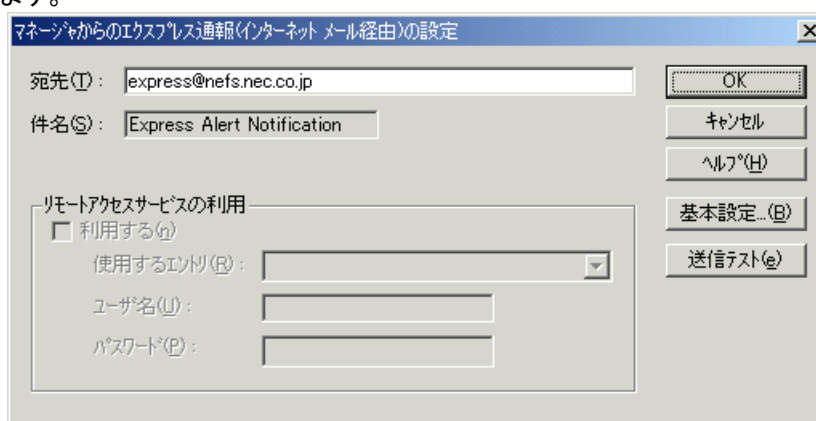 ます。
マネージャからのエクスプレス通報(インターネット メール経由)の設定
宛先(T): express@nefs.nec.co.jp
OK
件名(S): Express Alert Notification
キャンセル
ヘルプ(H)
リモートアクセスサービスの利用
基本設定...(B)
利用する(n)
使用するエントリ(R):
送信テスト(e)
ユーザ名(U):
パスワード(P):